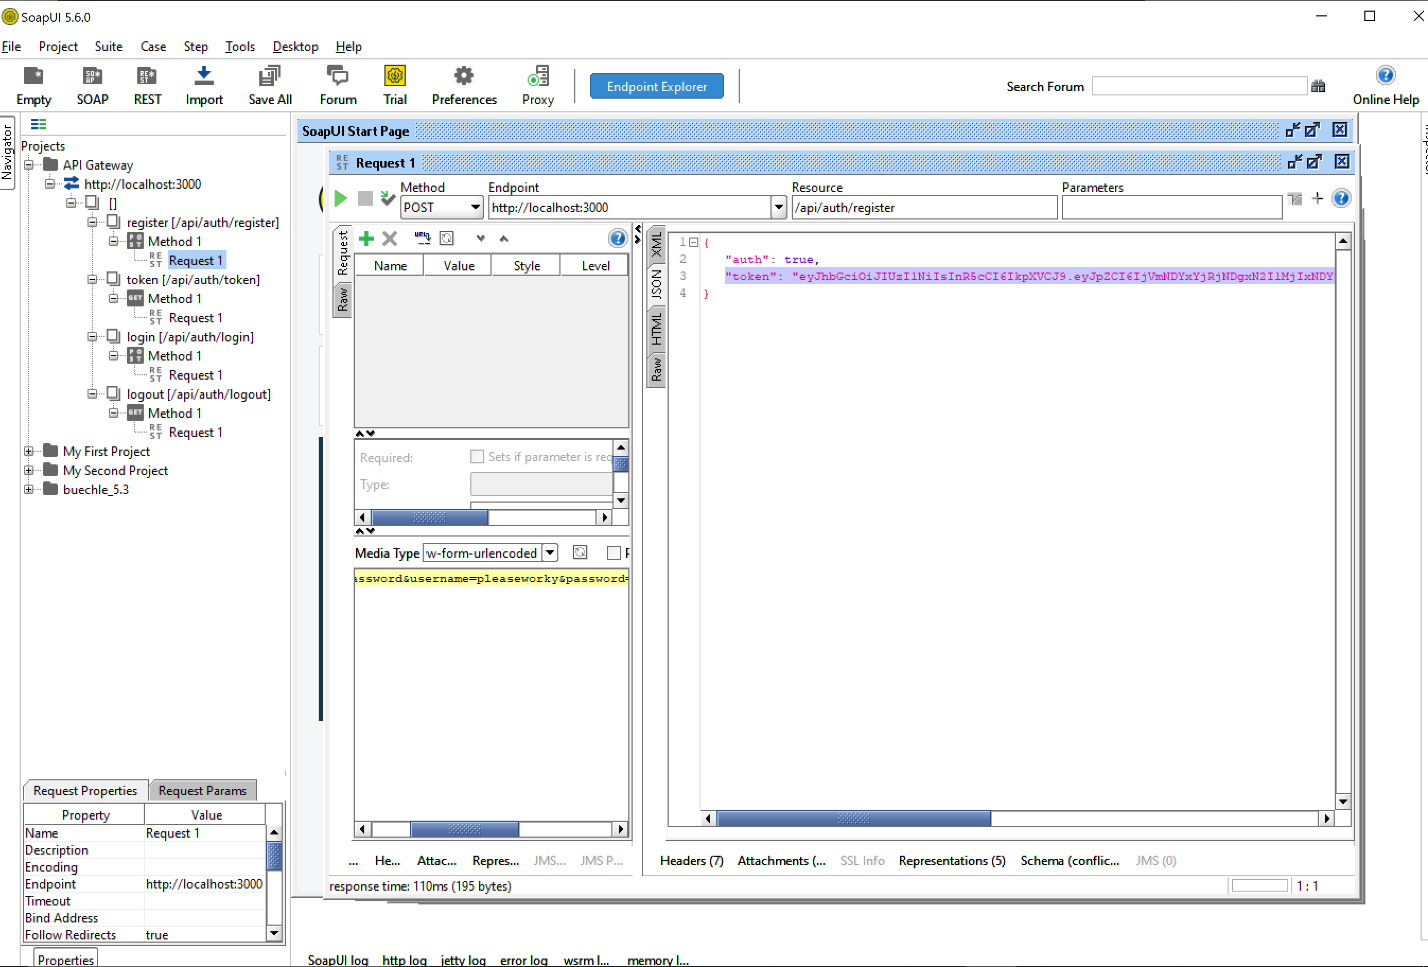 SoapUI 5.6.0
File Project Suite Case Step Tools Desktop Help
Empty SOAP REST Import Save All Forum Trial Preferences Proxy Endpoint Explorer Search Forum Online Help
Navigator
Projects
API Gateway
http://localhost:3000
[]
register [/api/auth/register]
Method 1
Request 1
token [/api/auth/token]
Method 1
Request 1
login [/api/auth/login]
Method 1
Request 1
logout [/api/auth/logout]
Method 1
Request 1
My First Project
My Second Project
buechle_5.3
Request Properties Request Params
Property Value
Name Request 1
Description
Encoding
Endpoint http://localhost:3000
Timeout
Bind Address
Follow Redirects true
Properties
SoapUI Start Page
Request 1
Method Endpoint Resource Parameters
POST http://localhost:3000 /api/auth/register
Request
Raw
Name Value Style Level
Required: Sets if parameter is req
Type:
Media Type w-form-urlencoded
assword&username=pleaseworky&password=
... He... Attac... Repres... JMS... JMS P...
XML
JSON
HTML
Raw
1 {
2 "auth": true,
3 "token":
4 }
Headers (7) Attachments (... SSL Info Representations (5) Schema (conflic... JMS (0)
response time: 110ms (195 bytes)
1 : 1
SoapUI log http log jetty log error log wsrm l... memory l...